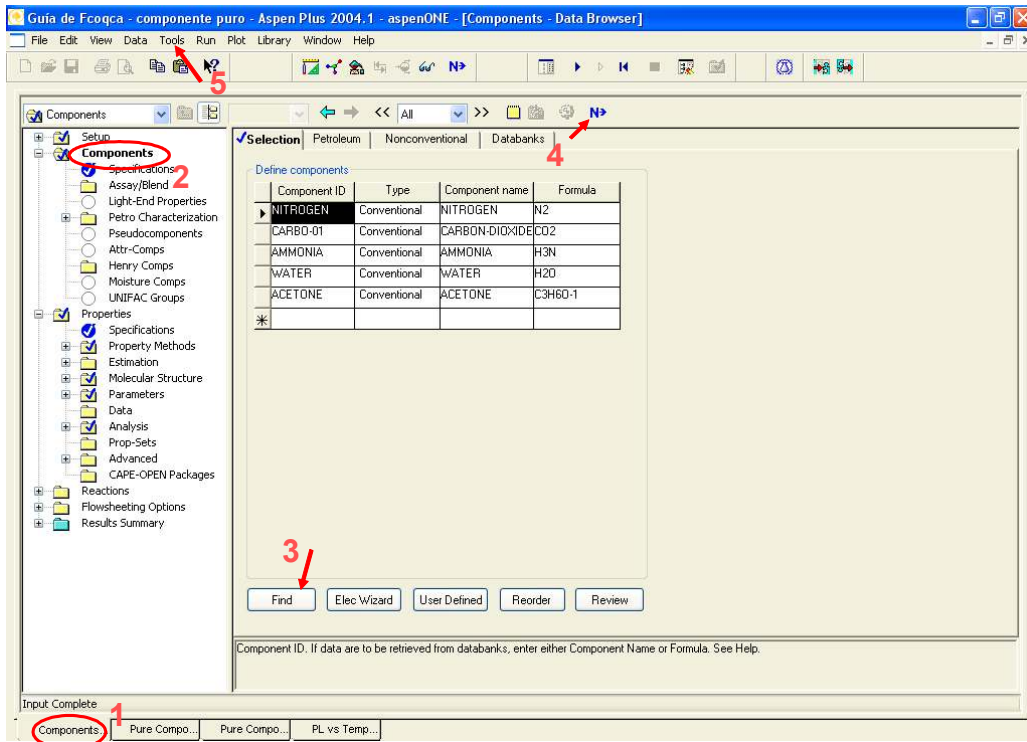 Guía de Fcoqca - componente puro - Aspen Plus 2004.1 - aspenONE - [Components - Data Browser]
File Edit View Data Tools Run Plot Library Window Help
N
5
Components
All
<<
>>
N
4
Setup
Components
Specifications
2
Assay/Blend
Light-End Properties
Petro Characterization
Pseudocomponents
Attr-Comps
Henry Comps
Moisture Comps
UNIFAC Groups
Properties
Specifications
Property Methods
Estimation
Molecular Structure
Parameters
Data
Analysis
Prop-Sets
Advanced
CAPE-OPEN Packages
Reactions
Flowsheeting Options
Results Summary
Selection Petroleum Nonconventional Databanks
Define components
Component ID Type Component name Formula
NITROGEN Conventional NITROGEN N2
CARBO-01 Conventional CARBON-DIOXIDE CO2
AMMONIA Conventional AMMONIA H3N
WATER Conventional WATER H2O
ACETONE Conventional ACETONE C3H6O-1
*
3
Find Elec Wizard User Defined Reorder Review
Component ID. If data are to be retrieved from databanks, enter either Component Name or Formula. See Help.
Input Complete
1
Components... Pure Compo... Pure Compo... PL vs Temp...